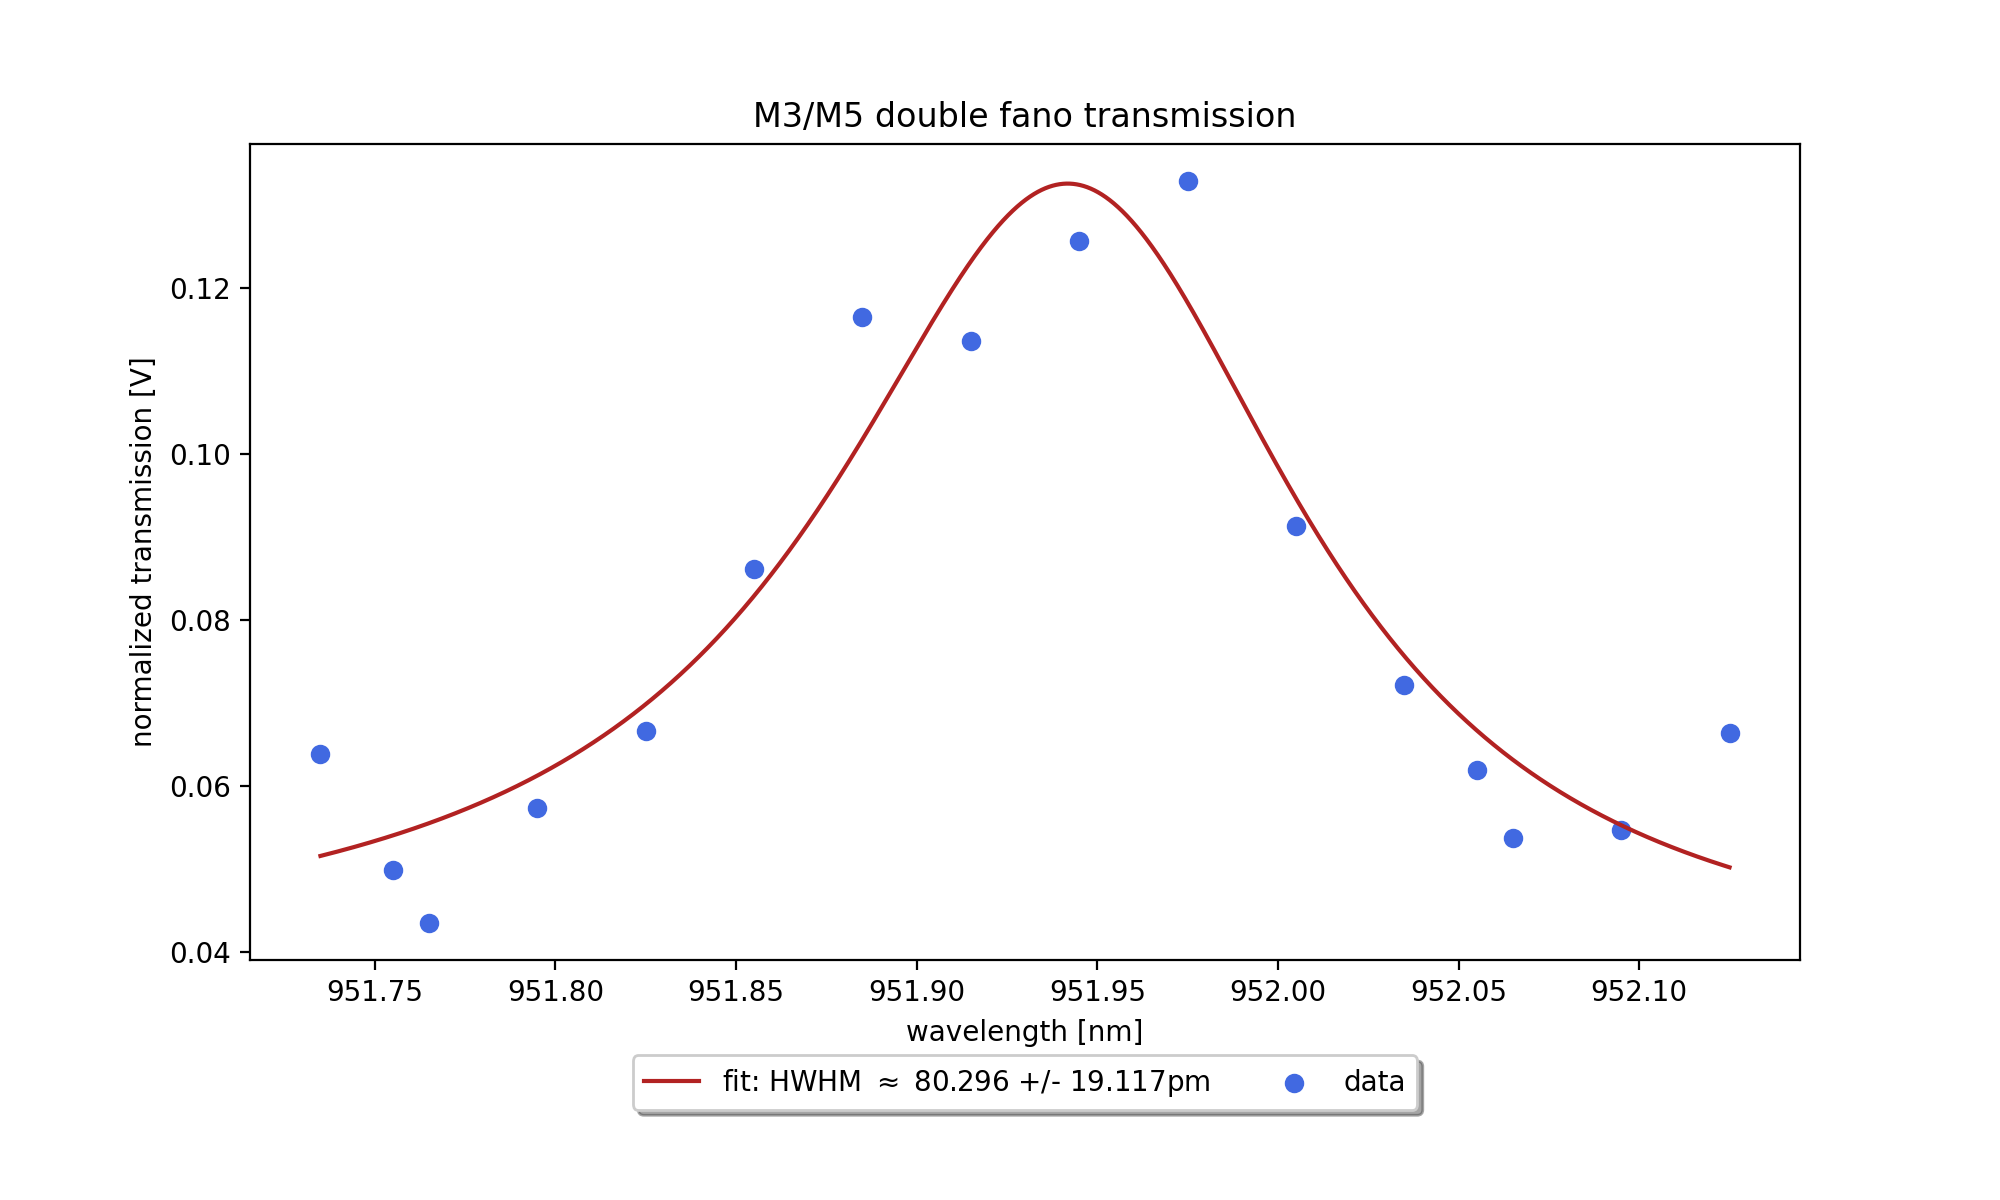 M3/M5 double fano transmission
normalized transmission [V]
0.12
0.10
0.08
0.06
0.04
951.75 951.80 951.85 951.90 951.95 952.00 952.05 952.10
wavelength [nm]
fit: HWHM ≈ 80.296 +/- 19.117pm data